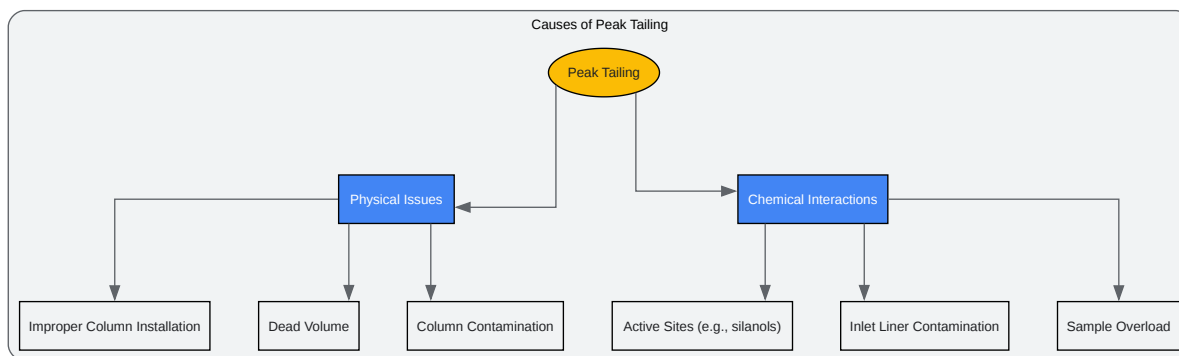 Causes of Peak Tailing
Peak Tailing
Physical Issues
Chemical Interactions
Improper Column Installation
Dead Volume
Column Contamination
Active Sites (e.g., silanols)
Inlet Liner Contamination
Sample Overload